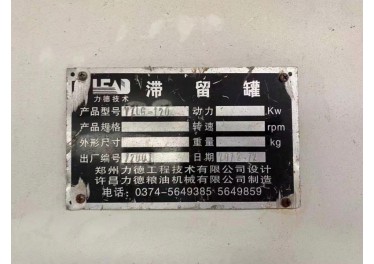 LEAD 滞留罐
力德技术
产品型号 动力 Kw
产品规格 转速 rpm
外形尺寸 重量 kg
出厂编号 日期
郑州力德工程技术有限公司设计
许昌力德粮油机械有限公司制造
电话：0374-5649385 5649859